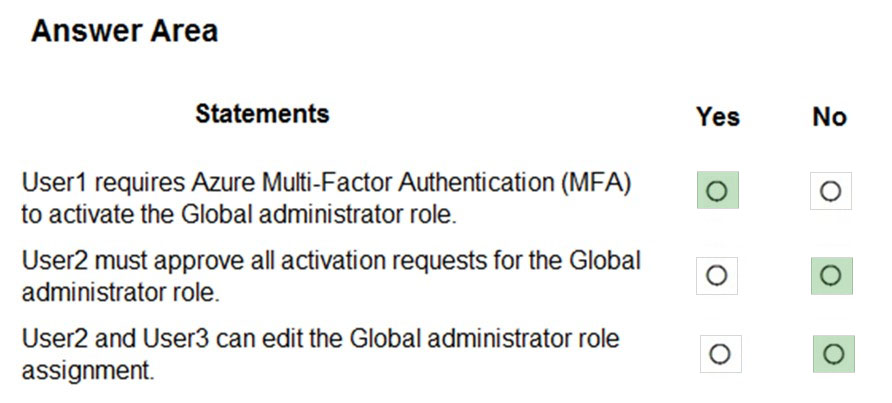 Answer Area
Statements Yes No
User1 requires Azure Multi-Factor Authentication (MFA)
to activate the Global administrator role.
User2 must approve all activation requests for the Global
administrator role.
User2 and User3 can edit the Global administrator role
assignment.